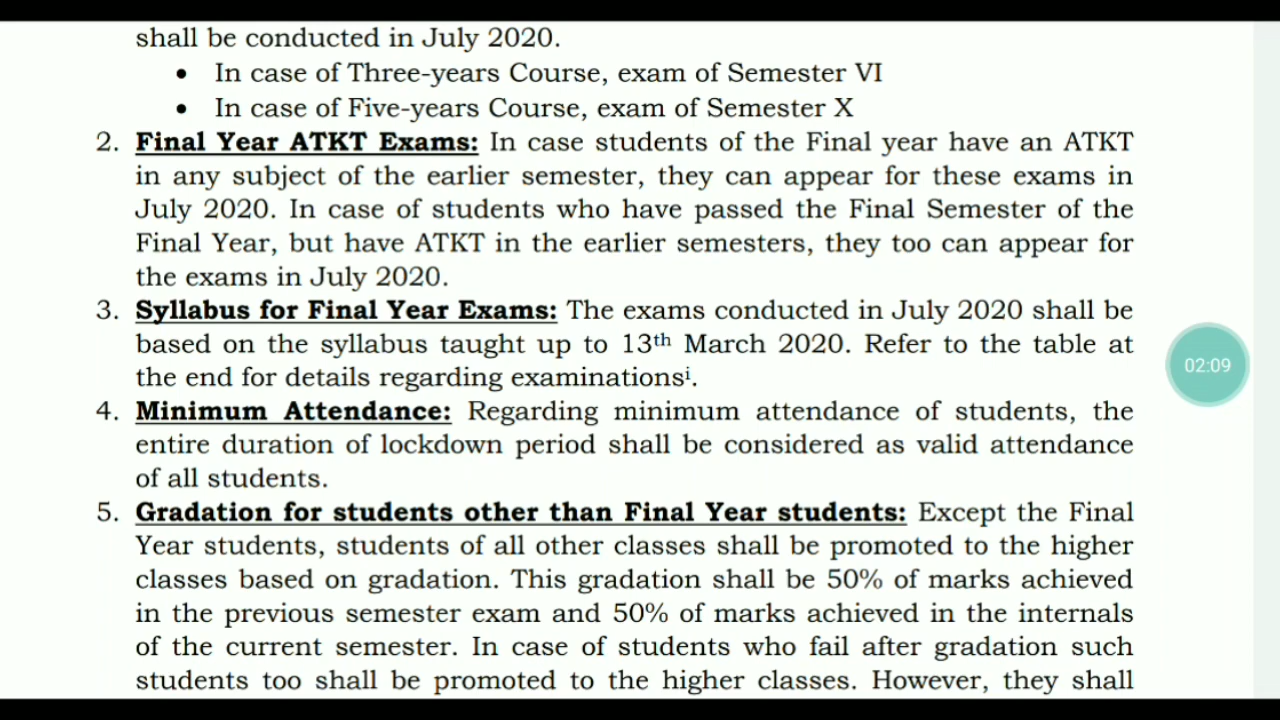 shall be conducted in July 2020.
• In case of Three-years Course, exam of Semester VI
• In case of Five-years Course, exam of Semester X
2. Final Year ATKT Exams: In case students of the Final year have an ATKT
in any subject of the earlier semester, they can appear for these exams in
July 2020. In case of students who have passed the Final Semester of the
Final Year, but have ATKT in the earlier semesters, they too can appear for
the exams in July 2020.
3. Syllabus for Final Year Exams: The exams conducted in July 2020 shall be
based on the syllabus taught up to 13th March 2020. Refer to the table at
the end for details regarding examinationsⁱ.
02:09
4. Minimum Attendance: Regarding minimum attendance of students, the
entire duration of lockdown period shall be considered as valid attendance
of all students.
5. Gradation for students other than Final Year students: Except the Final
Year students, students of all other classes shall be promoted to the higher
classes based on gradation. This gradation shall be 50% of marks achieved
in the previous semester exam and 50% of marks achieved in the internals
of the current semester. In case of students who fail after gradation such
students too shall be promoted to the higher classes. However, they shall